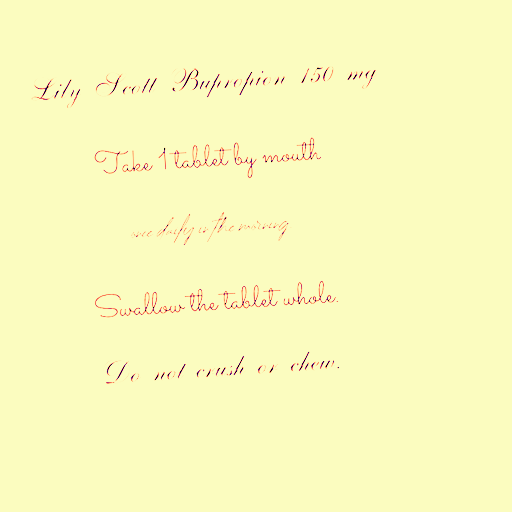 Lily Scott Bupropion 150 mg
Take 1 tablet by mouth
one daily in the morning
Swallow the tablet whole.
Do not crush or chew.